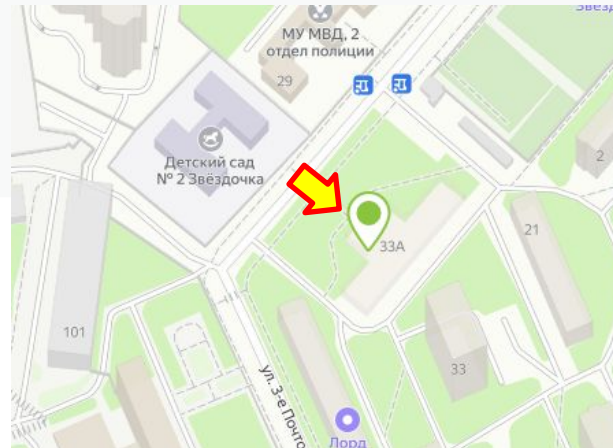 Звёзд
МУ МВД, 2
отдел полиции
29
Детский сад
№ 2 Звёздочка
2
33А
21
101
33
ул. 3-е Почто
Лорд